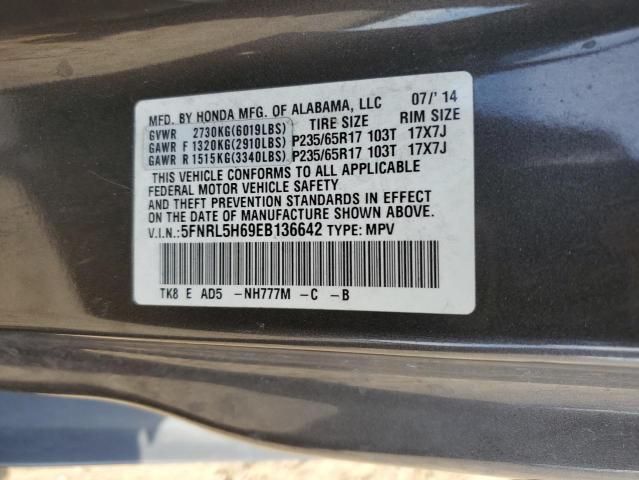 MFD. BY HONDA MFG. OF ALABAMA, LLC 07/'14
GVWR 2730KG(6019LBS) TIRE SIZE RIM SIZE
GAWR F 1320KG(2910LBS) P235/65R17 103T 17X7J
GAWR R 1515KG(3340LBS) P235/65R17 103T 17X7J
THIS VEHICLE CONFORMS TO ALL APPLICABLE
FEDERAL MOTOR VEHICLE SAFETY
AND THEFT PREVENTION STANDARDS IN EFFECT
ON THE DATE OF MANUFACTURE SHOWN ABOVE.
V.I.N.: 5FNRL5H69EB136642 TYPE: MPV
TK8 E AD5 -NH777M -C -B